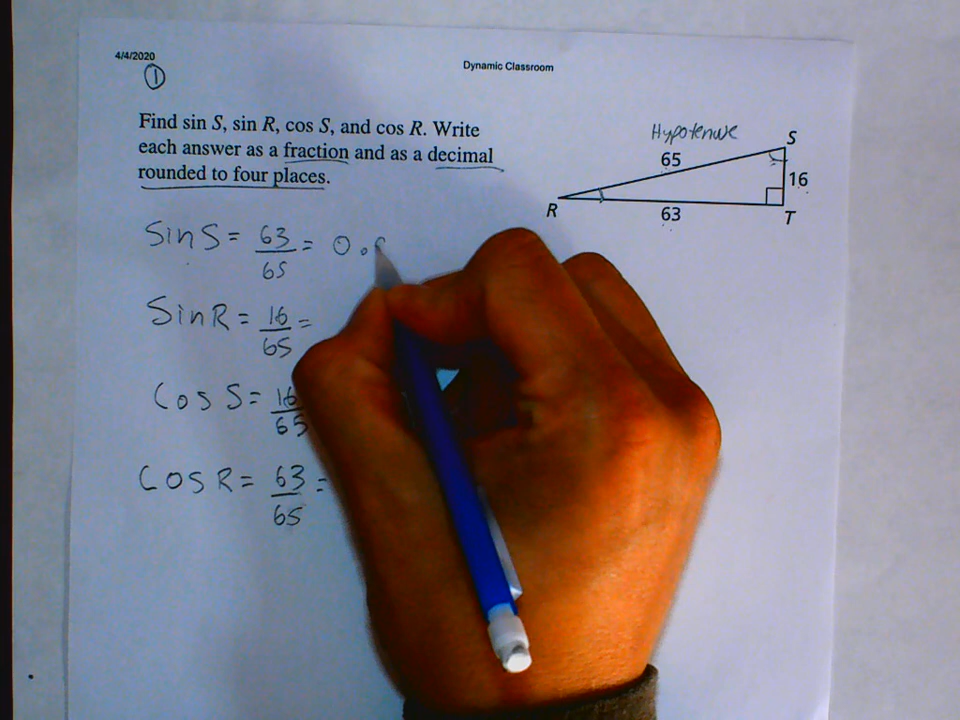 4/4/2020
Dynamic Classroom
1
Find sin S, sin R, cos S, and cos R. Write
each answer as a fraction and as a decimal
rounded to four places.
Hypotenuse
S
65
16
R
63
T
Sin S = 63/65 = 0.
Sin R = 16/65 =
Cos S = 16/65
Cos R = 63/65 =